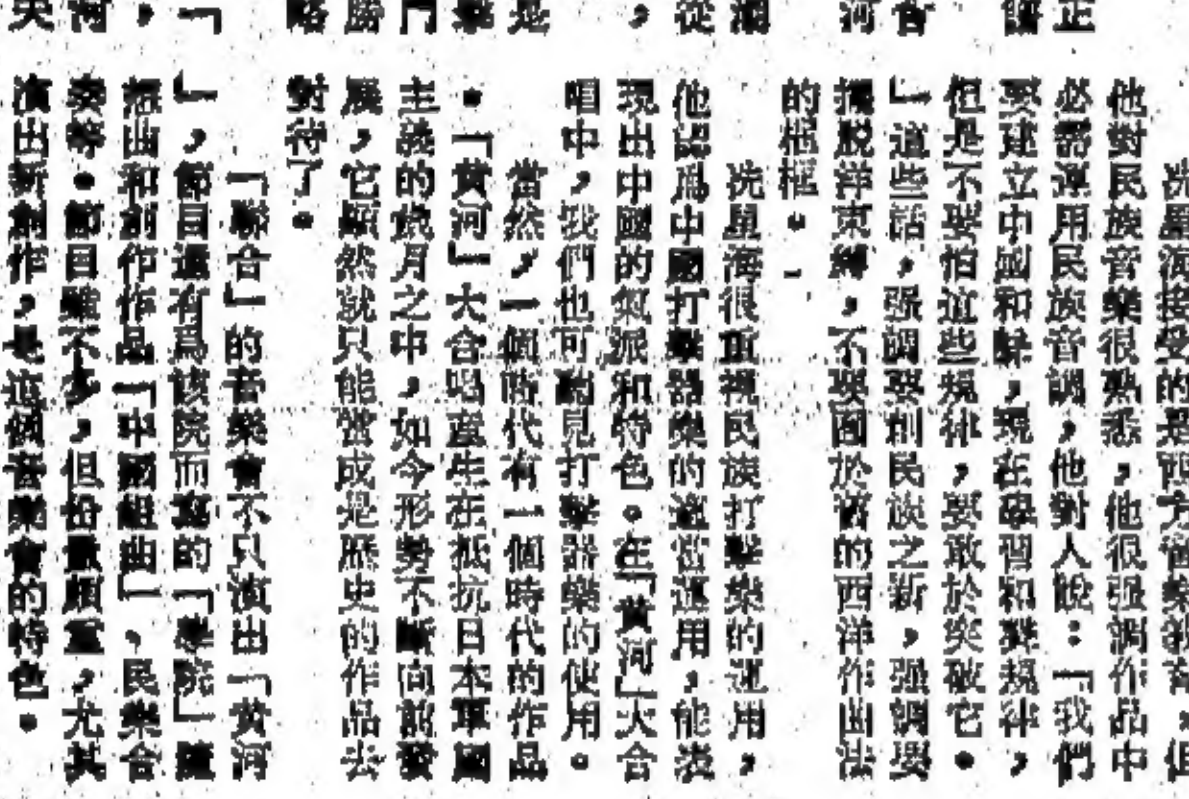 冼星海接受的是西方音樂教育，但
他對民族音樂很熟悉，他很强調作品中
必需運用民族音調，他對人說：「我們
要建立中國和聲，現在學習和聲規律，
但是不要怕這些規律，要敢於突破它。
」這些話，强調要創民族之新，强調要
擺脫洋束縛，不要囿於舊的西洋作曲法
的框框。
冼星海很重視民族打擊樂的運用，
他認爲中國打擊器樂的適當運用，能表
現出中國的氣派和特色。在「黃河」大合
唱中，我們也可聽見打擊器樂的使用。
當然，一個時代有一個時代的作品
。「黃河」大合唱產生在抵抗日本軍國
主義的歲月之中，如今形勢不斷向前發
展，它顯然就只能當成是歷史的作品去
對待了。
「聯合」的音樂會不只演出「黃河
」，節目還有爲該院而寫的「學院」
曲和創作作品「中國組曲」、民樂合
奏等。節目雖不多，但份量頗重，尤其
演出新創作，是這個音樂會的特色。